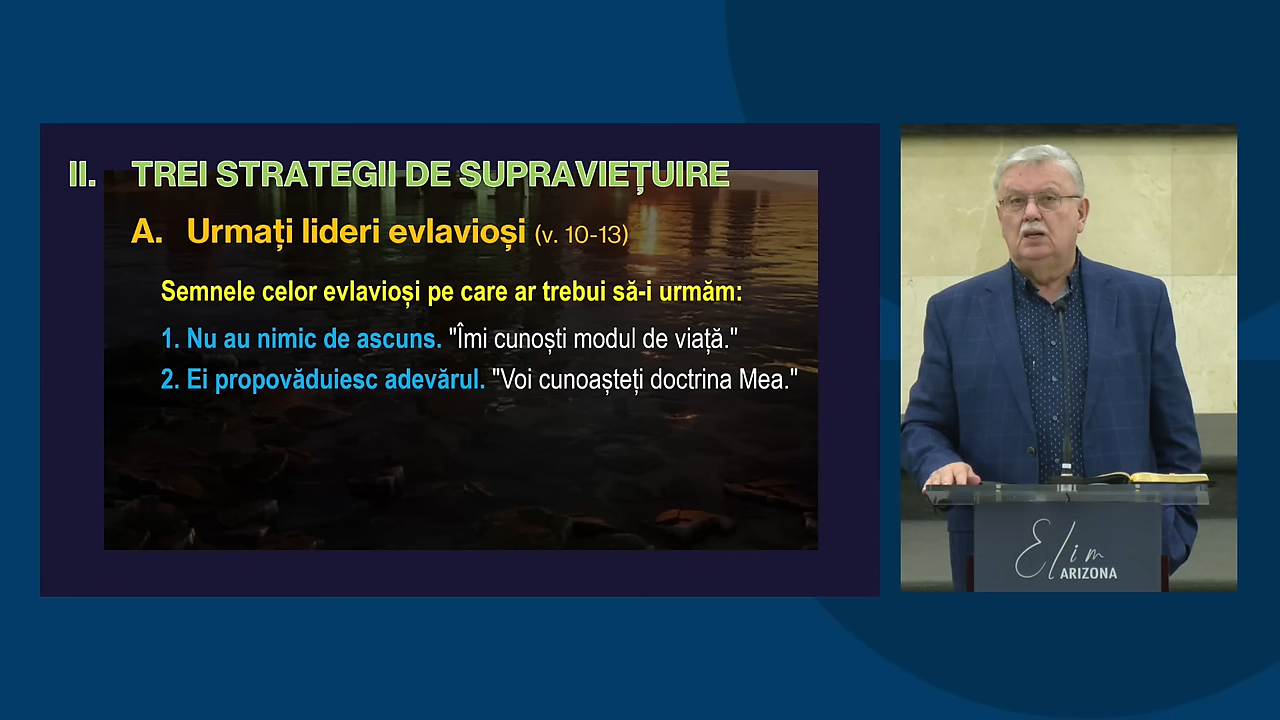 II. TREI STRATEGII DE SUPRAVIEȚUIRE
A. Urmați lideri evlavioși (v. 10-13)
Semnele celor evlavioși pe care ar trebui să-i urmăm:
1. Nu au nimic de ascuns. "Îmi cunoști modul de viață."
2. Ei propovăduiesc adevărul. "Voi cunoașteți doctrina Mea."
Elim
ARIZONA